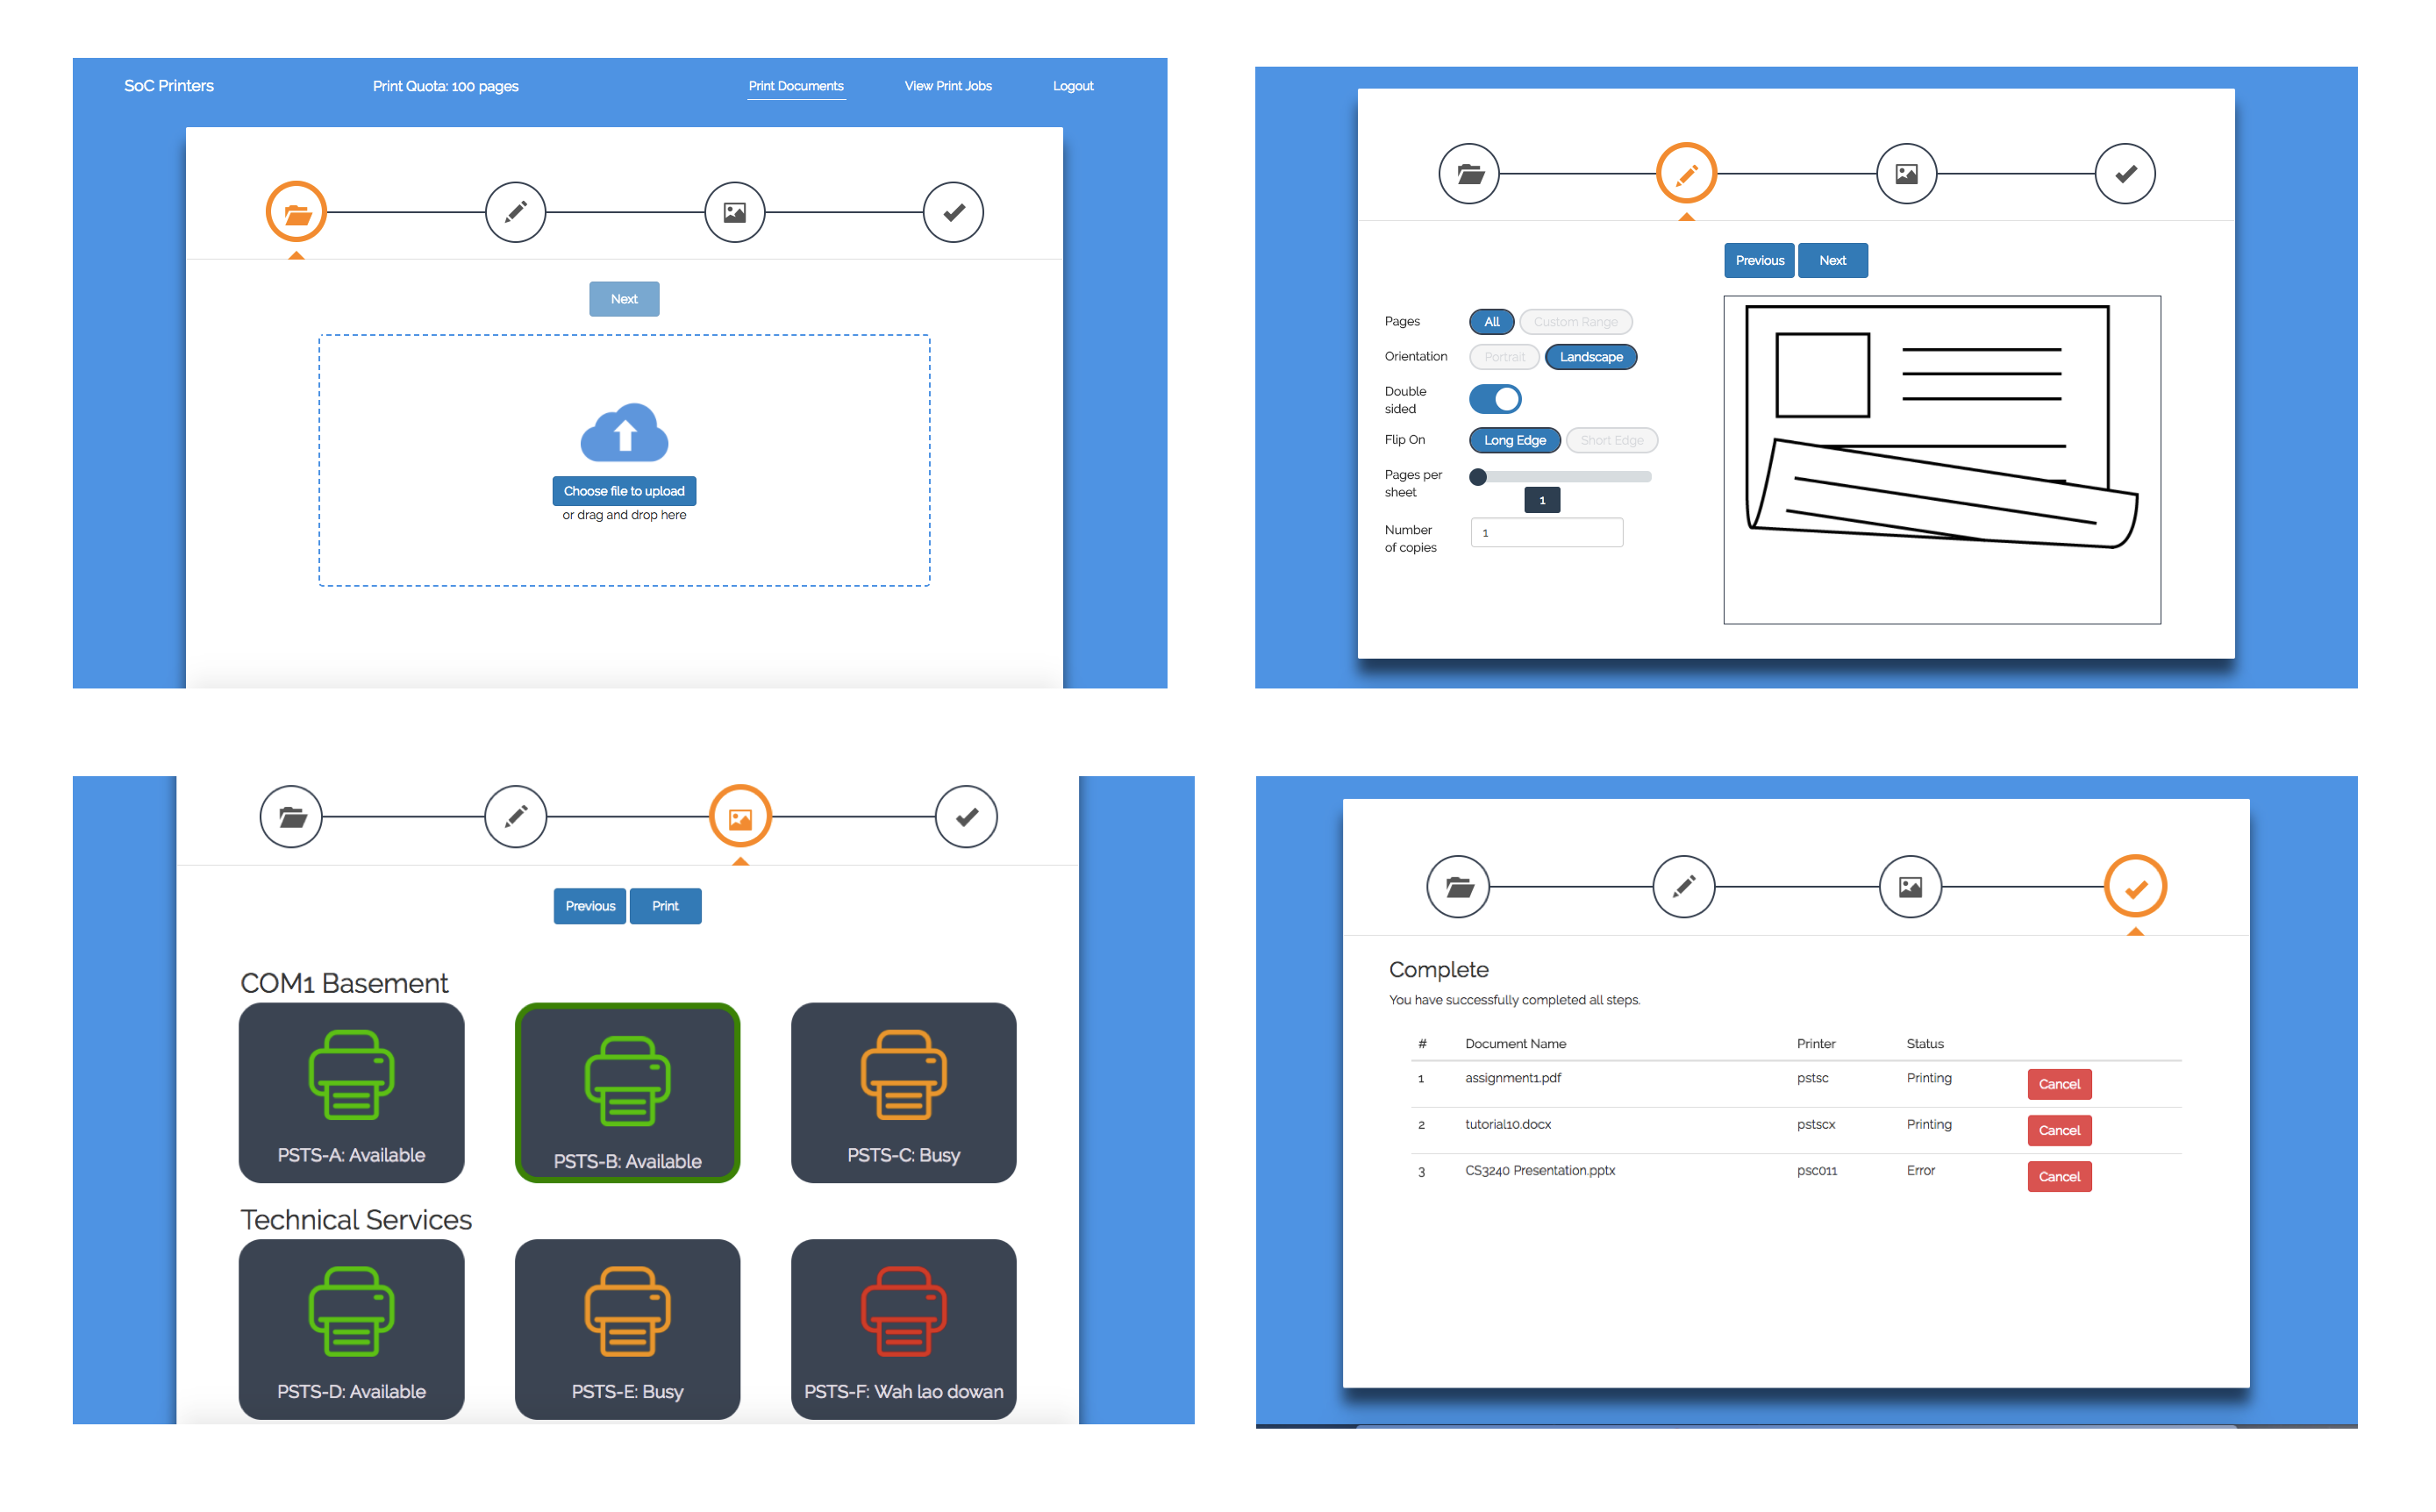 SoC Printers Print Quota: 100 pages Print Documents View Print Jobs Logout
Next
Choose file to upload
or drag and drop here
Previous Next
Pages All Custom Range
Orientation Portrait Landscape
Double
sided
Flip On Long Edge Short Edge
Pages per
sheet
1
Number
of copies
1
Previous Print
COM1 Basement
PSTS-A: Available PSTS-B: Available PSTS-C: Busy
Technical Services
PSTS-D: Available PSTS-E: Busy PSTS-F: Wah lao dowan
Complete
You have successfully completed all steps.
# Document Name Printer Status
1 assignment1.pdf pstsc Printing Cancel
2 tutorial10.docx pstscx Printing Cancel
3 CS3240 Presentation.pptx psc011 Error Cancel